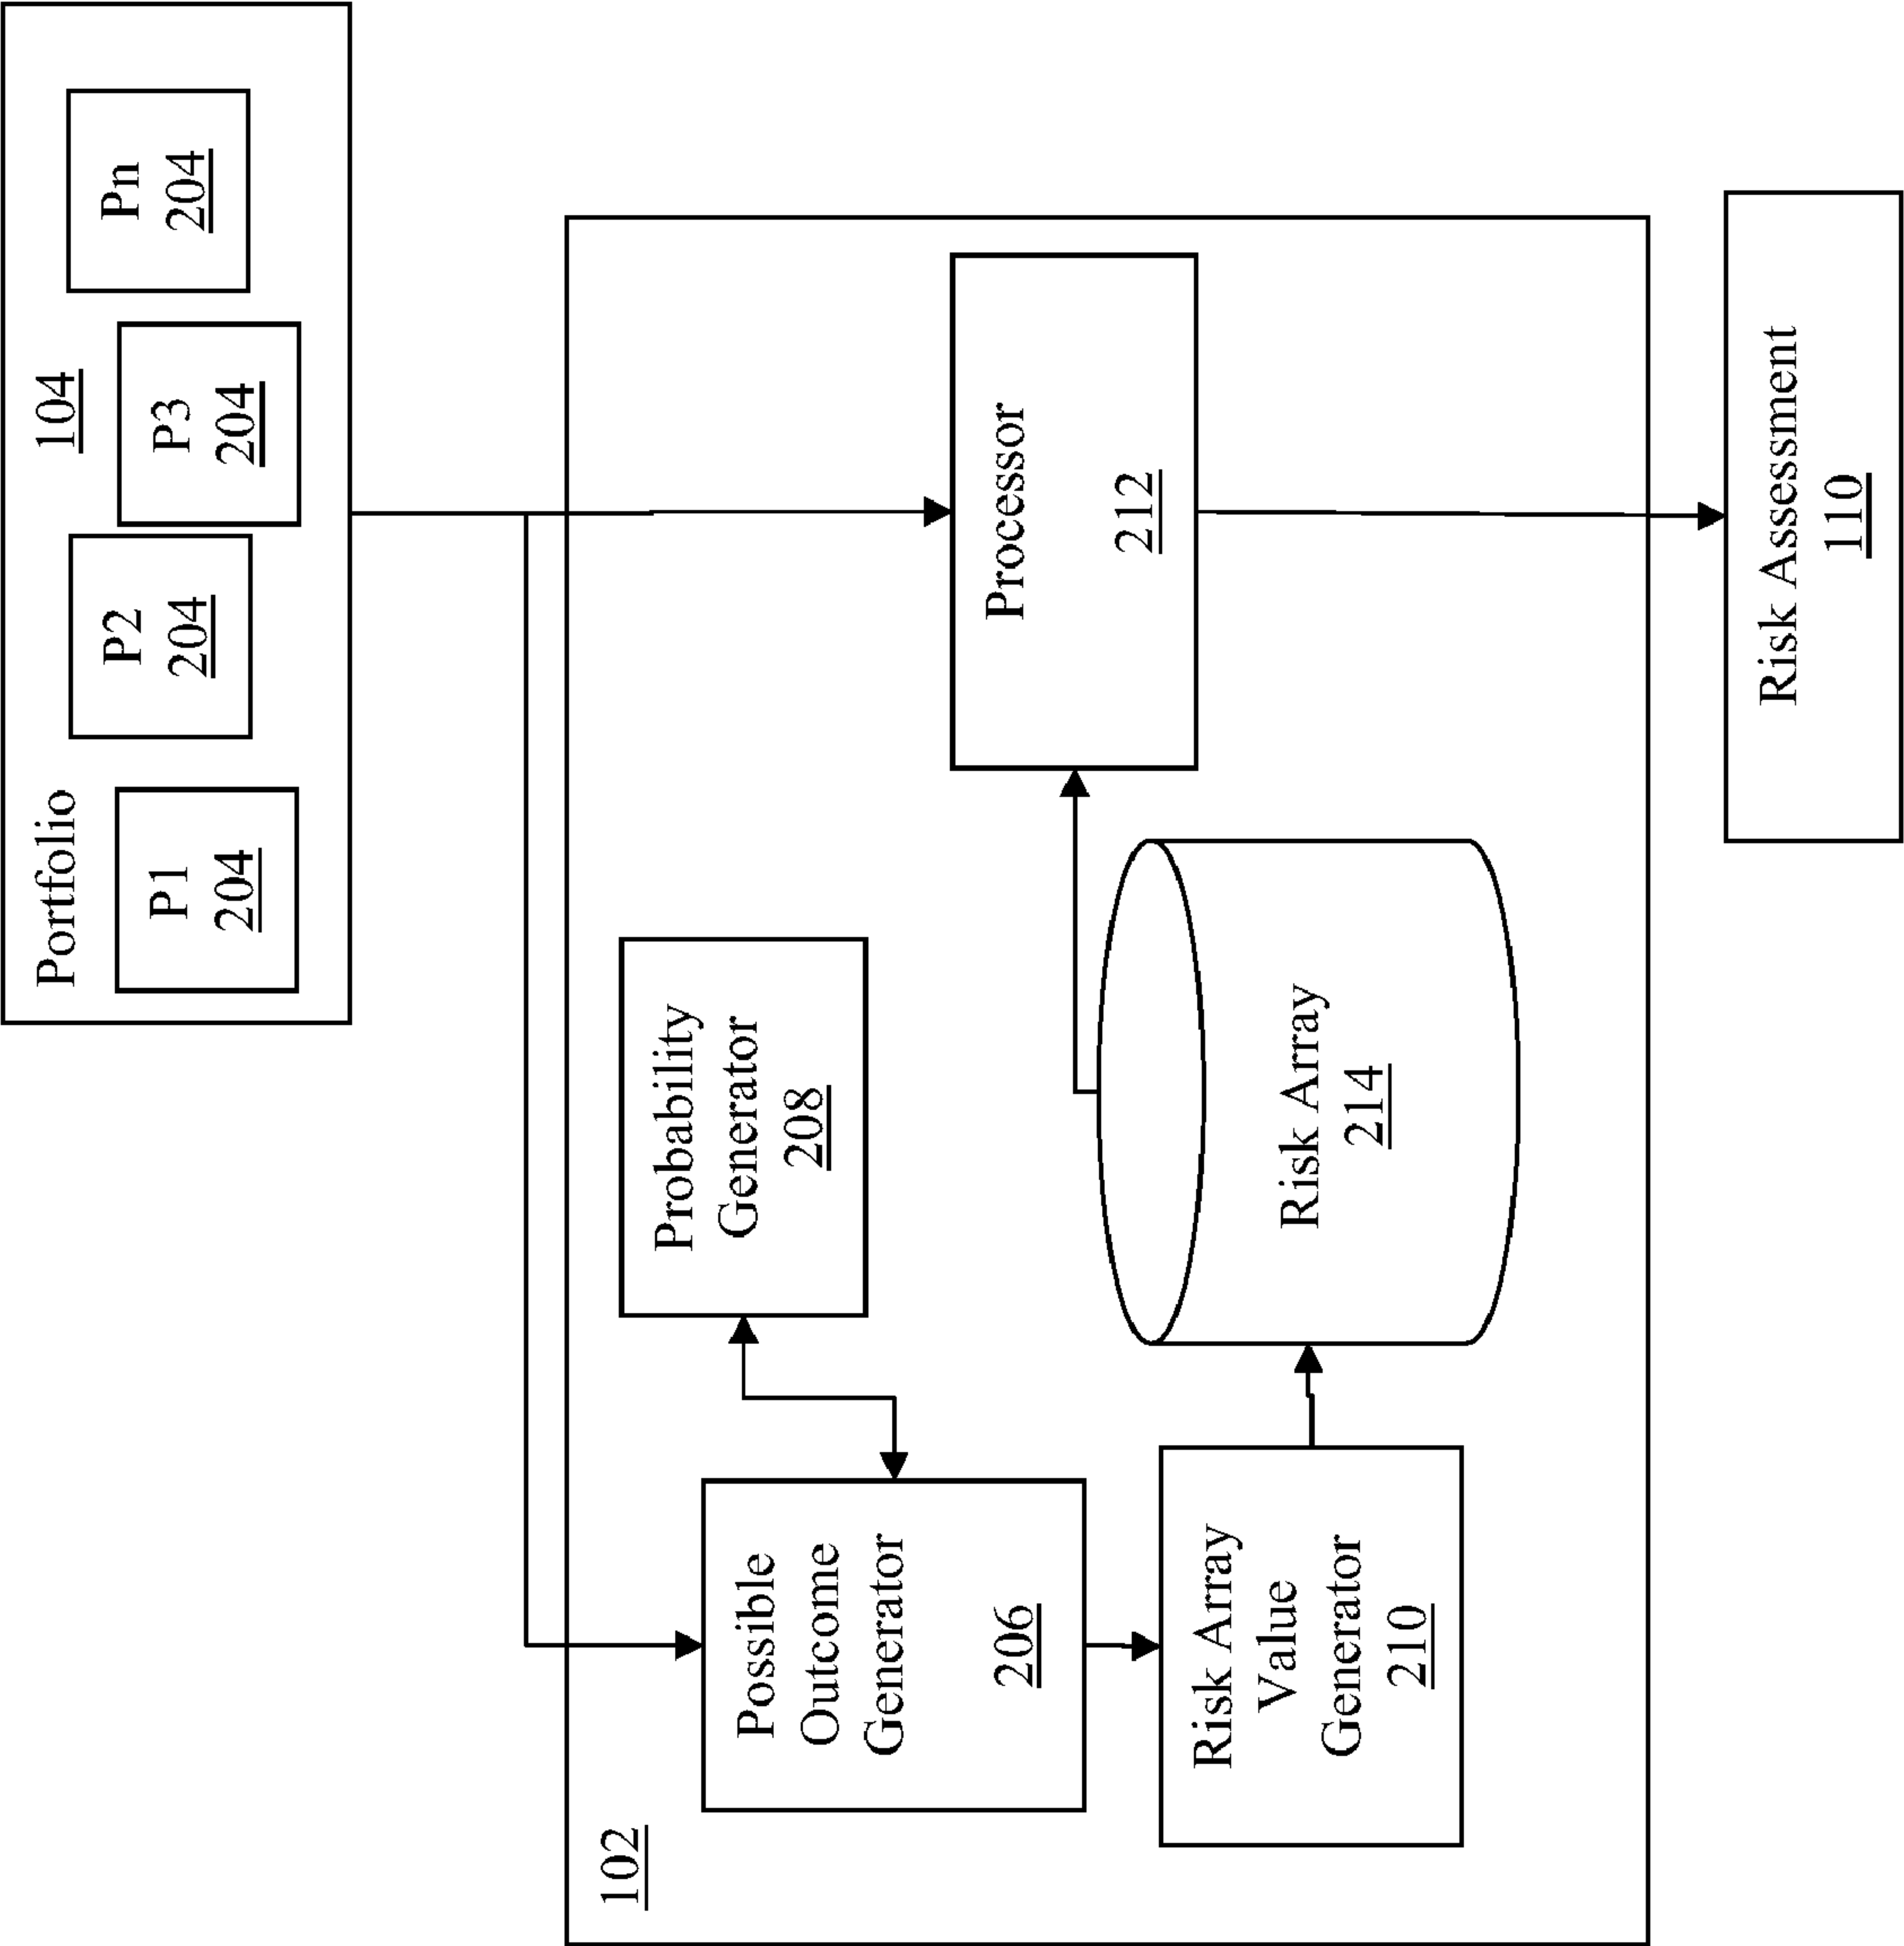 Portfolio
104
P1
204
P2
204
P3
204
Pn
204
102
Possible
Outcome
Generator
206
Probability
Generator
208
Risk Array
Value
Generator
210
Risk Array
214
Processor
212
Risk Assessment
110